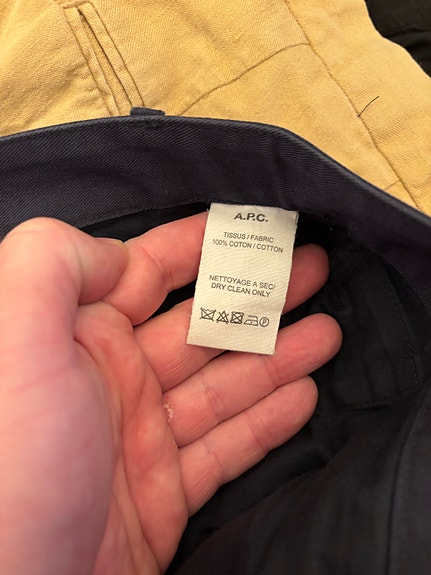 A.P.C.
TISSUS / FABRIC
100% COTON / COTTON
NETTOYAGE A SEC/
DRY CLEAN ONLY